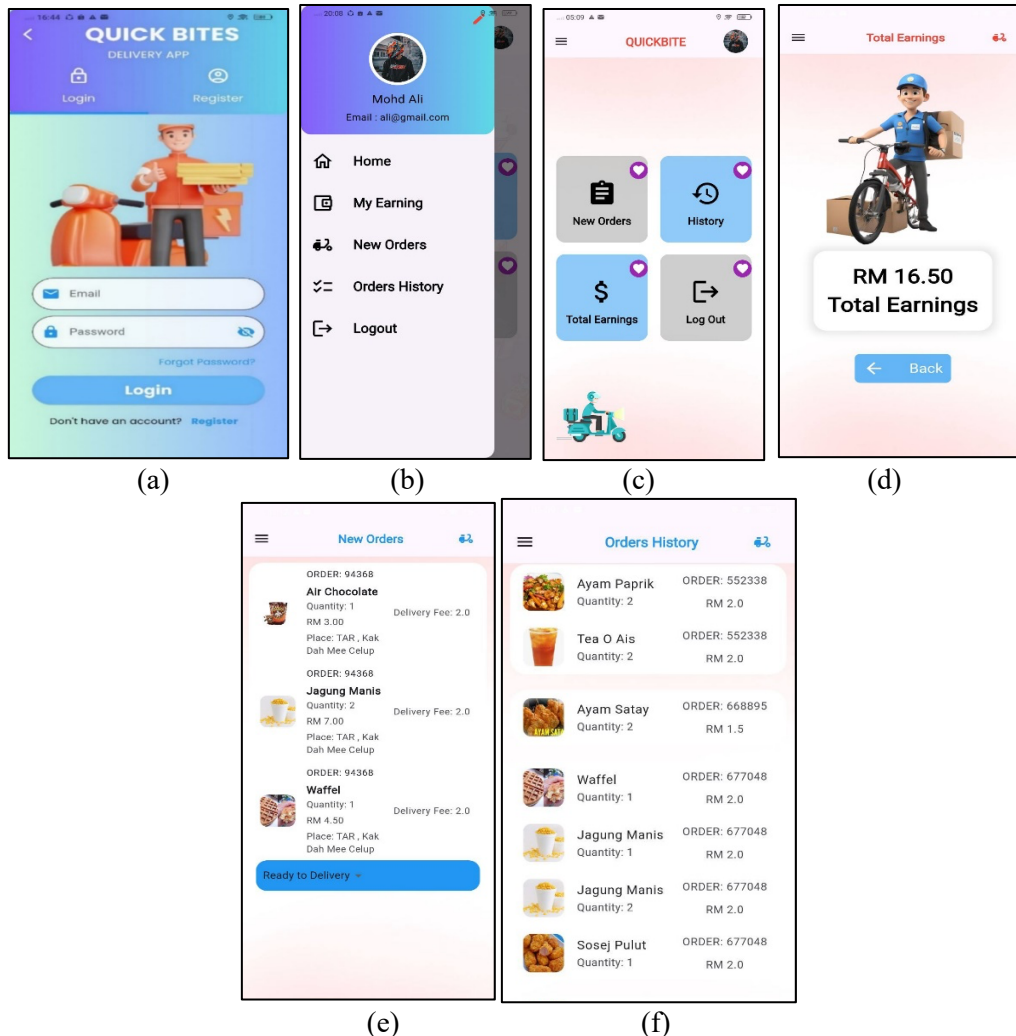 16:44
QUICK BITES
DELIVERY APP
Login
Register
Email
Password
Forgot Password?
Login
Don't have an account? Register
(a)
20:08
Mohd Ali
Email : ali@gmail.com
Home
My Earning
New Orders
Orders History
Logout
(b)
05:09
QUICKBITE
New Orders
History
Total Earnings
Log Out
(c)
Total Earnings
RM 16.50
Total Earnings
Back
(d)
New Orders
ORDER: 94368
Air Chocolate
Quantity: 1
Delivery Fee: 2.0
RM 3.00
Place: TAR , Kak
Dah Mee Celup
ORDER: 94368
Jagung Manis
Quantity: 2
Delivery Fee: 2.0
RM 7.00
Place: TAR , Kak
Dah Mee Celup
ORDER: 94368
Waffel
Quantity: 1
Delivery Fee: 2.0
RM 4.50
Place: TAR , Kak
Dah Mee Celup
Ready to Delivery
(e)
Orders History
Ayam Paprik ORDER: 552338
Quantity: 2 RM 2.0
Tea O Ais ORDER: 552338
Quantity: 2 RM 2.0
Ayam Satay ORDER: 668895
Quantity: 2 RM 1.5
AYAM SAT
Waffel ORDER: 677048
Quantity: 1 RM 2.0
Jagung Manis ORDER: 677048
Quantity: 1 RM 2.0
Jagung Manis ORDER: 677048
Quantity: 2 RM 2.0
Sosej Pulut ORDER: 677048
Quantity: 1 RM 2.0
(f)